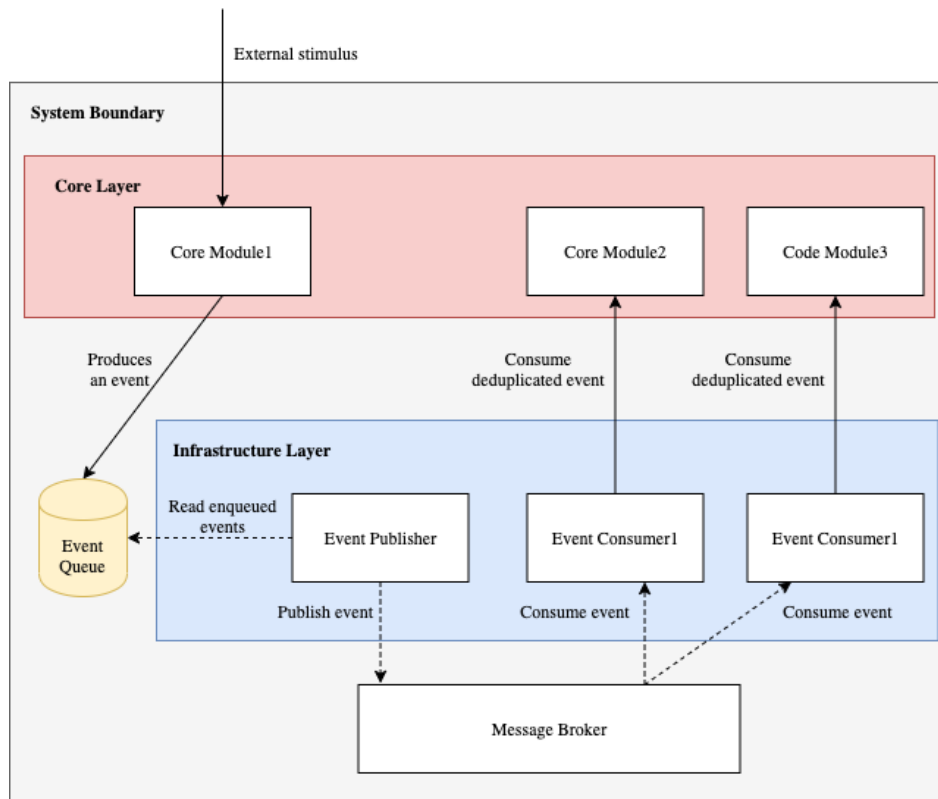 External stimulus
System Boundary
Core Layer
Core Module1
Core Module2
Code Module3
Produces
an event
Consume
deduplicated event
Consume
deduplicated event
Infrastructure Layer
Read enqueued
events
Event
Queue
Event Publisher
Event Consumer1
Event Consumer1
Publish event
Consume event
Consume event
Message Broker